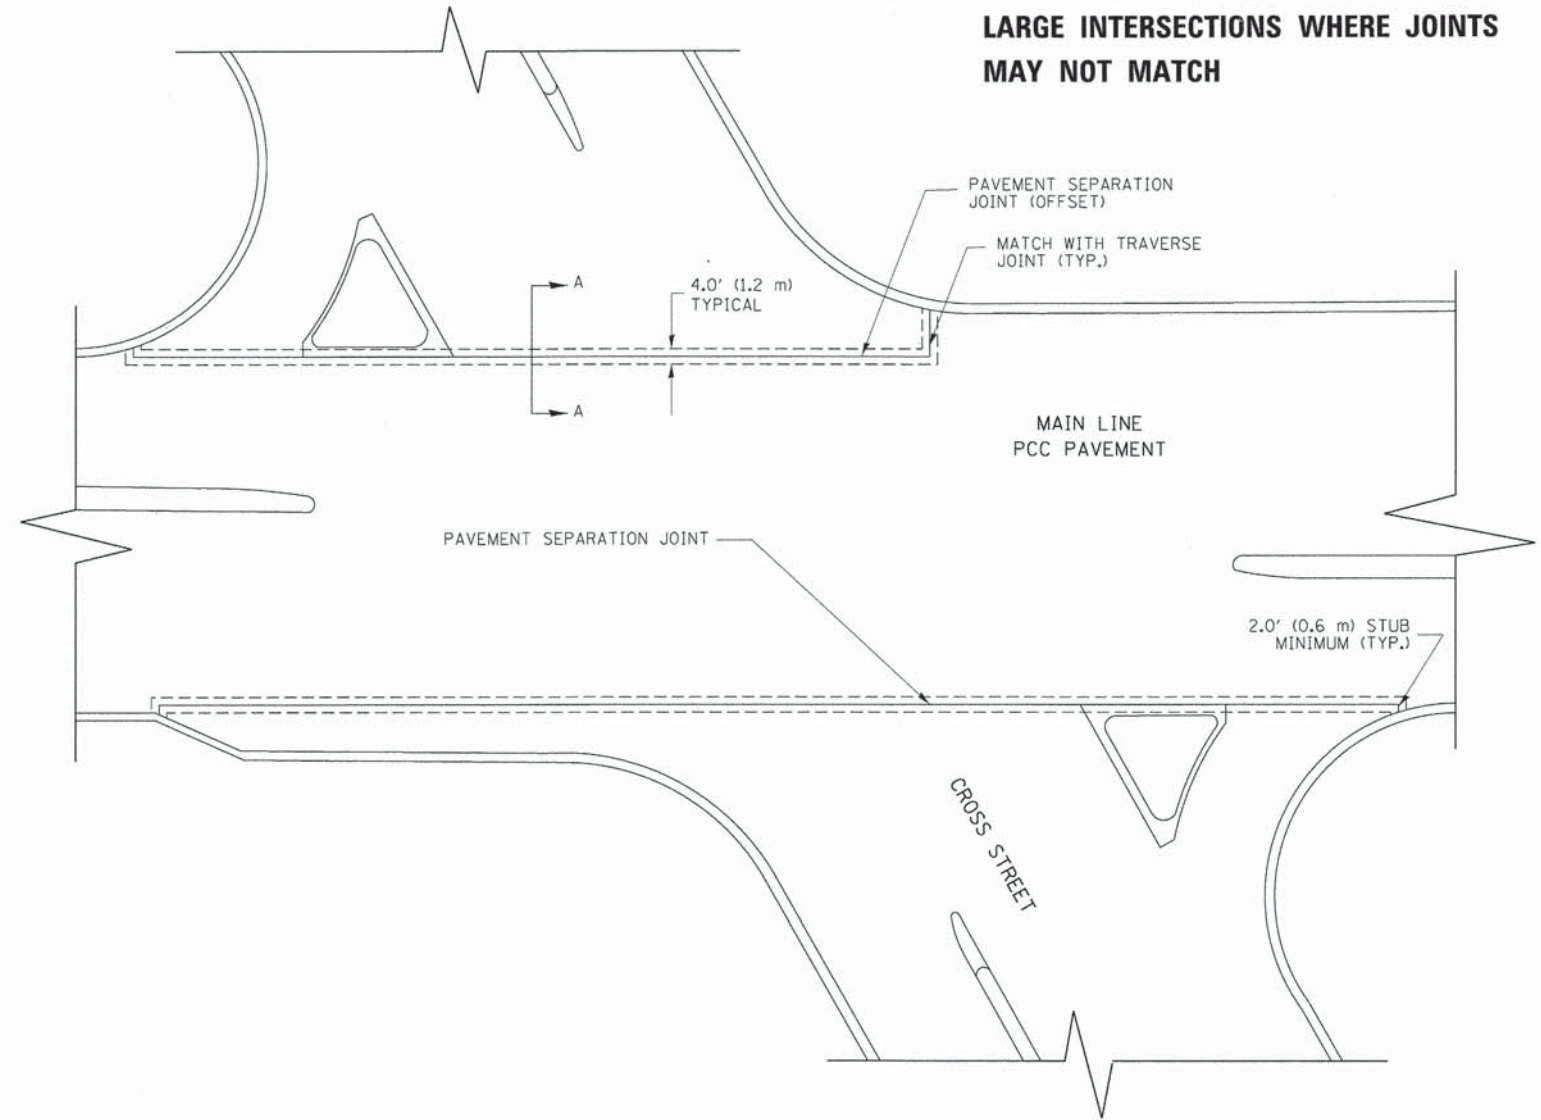 LARGE INTERSECTIONS WHERE JOINTS
MAY NOT MATCH
PAVEMENT SEPARATION
JOINT (OFFSET)
MATCH WITH TRAVERSE
JOINT (TYP.)
A
4.0' (1.2 m)
TYPICAL
A
MAIN LINE
PCC PAVEMENT
PAVEMENT SEPARATION JOINT
2.0' (0.6 m) STUB
MINIMUM (TYP.)
CROSS STREET